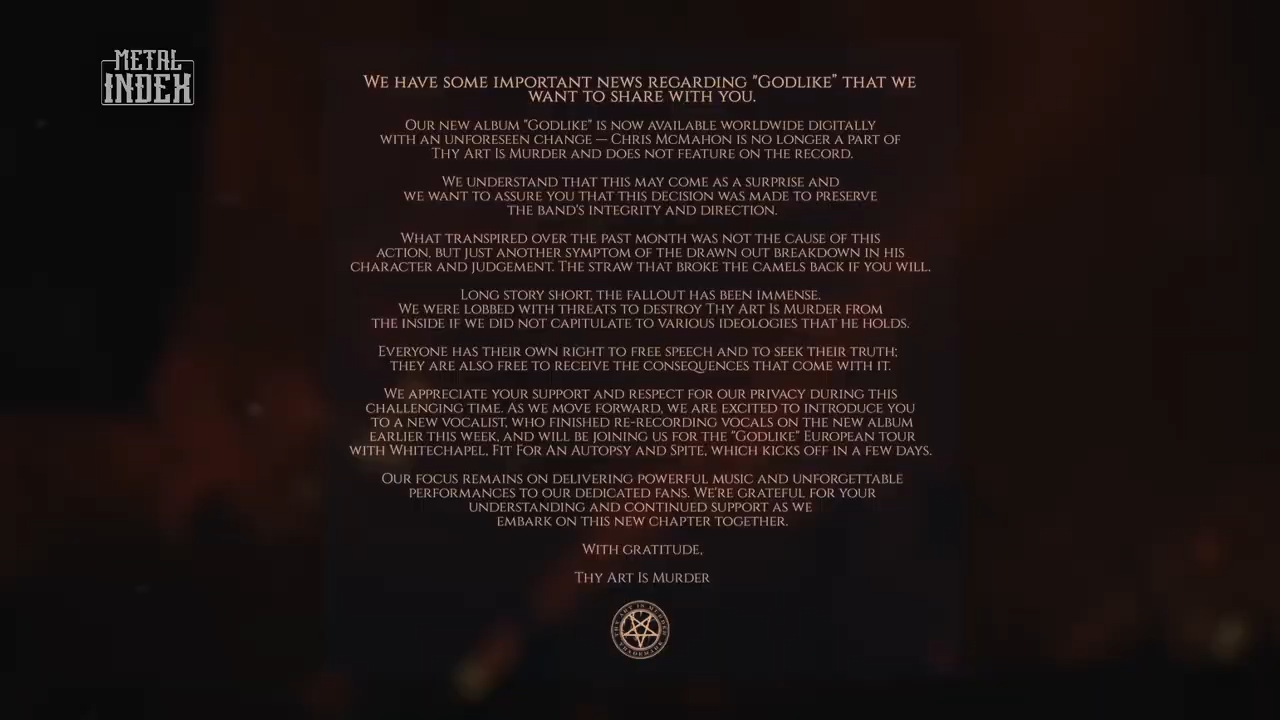 METAL
INDEX
We have some important news regarding "Godlike" that we
want to share with you.
Our new album "Godlike" is now available worldwide digitally
with an unforeseen change — Chris McMahon is no longer a part of
Thy Art Is Murder and does not feature on the record.
We understand that this may come as a surprise and
we want to assure you that this decision was made to preserve
the band's integrity and direction.
What transpired over the past month was not the cause of this
action, but just another symptom of the drawn out breakdown in his
character and judgement. The straw that broke the camels back if you will.
Long story short, the fallout has been immense.
We were lobbed with threats to destroy Thy Art Is Murder from
the inside if we did not capitulate to various ideologies that he holds.
Everyone has their own right to free speech and to seek their truth;
they are also free to receive the consequences that come with it.
We appreciate your support and respect for our privacy during this
challenging time. As we move forward, we are excited to introduce you
to a new vocalist, who finished re-recording vocals on the new album
earlier this week, and will be joining us for the "Godlike" European tour
with Whitechapel, Fit For An Autopsy and Spite, which kicks off in a few days.
Our focus remains on delivering powerful music and unforgettable
performances to our dedicated fans. We're grateful for your
understanding and continued support as we
embark on this new chapter together.
With gratitude,
Thy Art Is Murder
THY ART IS MURDER
TRADEMARK